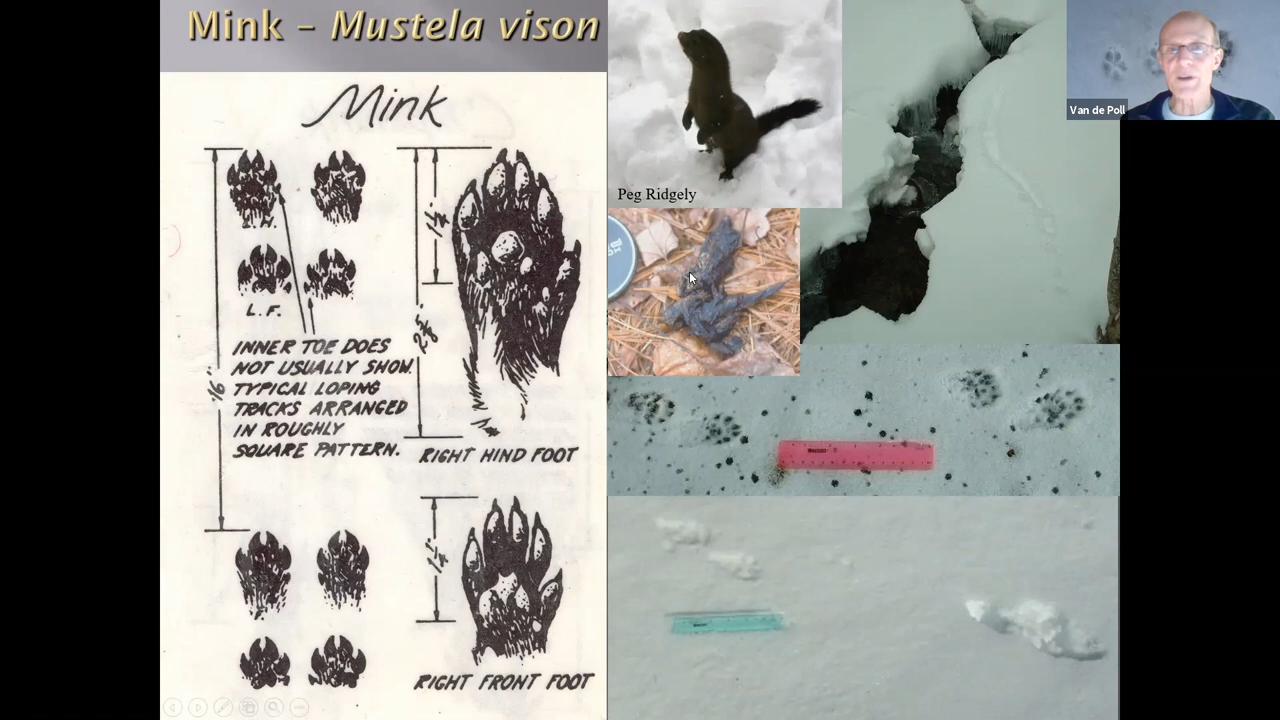 Mink – Mustela vison
Mink
L.H.
L.F.
16"
INNER TOE DOES
NOT USUALLY SHOW.
TYPICAL LOPING
TRACKS ARRANGED
IN ROUGHLY
SQUARE PATTERN.
RIGHT HIND FOOT
RIGHT FRONT FOOT
Peg Ridgely
Van de Poll